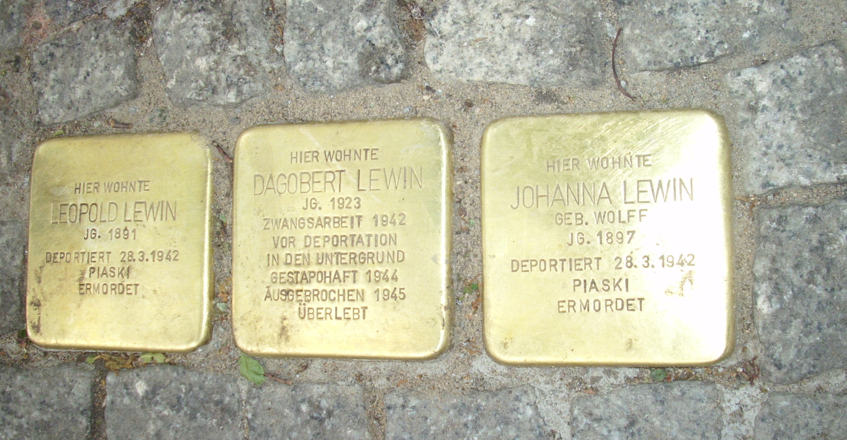 HIER WOHNTE
LEOPOLD LEWIN
JG. 1891
DEPORTIERT 28.3.1942
PIASKI
ERMORDET
HIER WOHNTE
DAGOBERT LEWIN
JG. 1923
ZWANGSARBEIT 1942
VOR DEPORTATION
IN DEN UNTERGRUND
GESTAPOHAFT 1944
AUSGEBROCHEN 1945
ÜBERLEBT
HIER WOHNTE
JOHANNA LEWIN
GEB. WOLFF
JG. 1897
DEPORTIERT 28.3.1942
PIASKI
ERMORDET